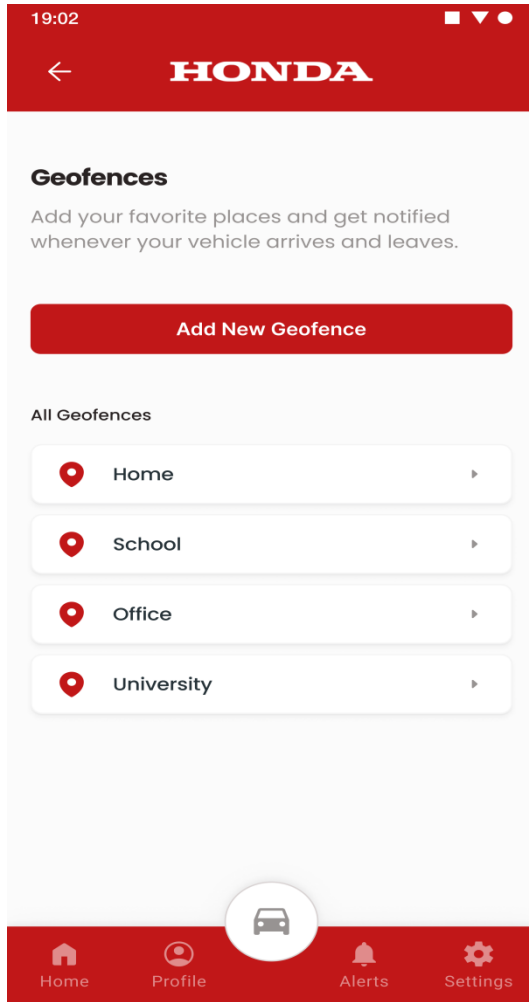 19:02
HONDA
Geofences
Add your favorite places and get notified
whenever your vehicle arrives and leaves.
Add New Geofence
All Geofences
Home
School
Office
University
Home
Profile
Alerts
Settings